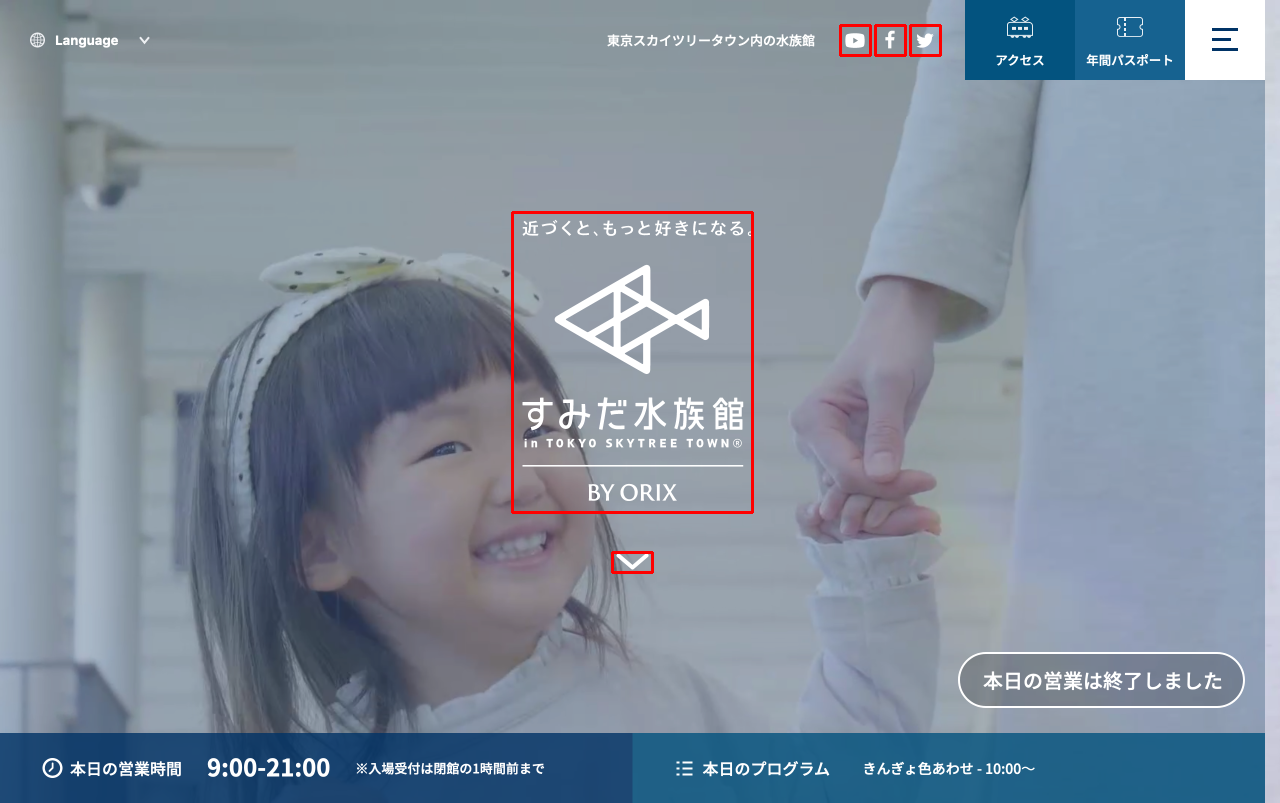 Language
東京スカイツリータウン内の水族館
アクセス
年間パスポート
近づくと、もっと好きになる。
すみだ水族館
in TOKYO SKYTREE TOWN®
BY ORIX
本日の営業は終了しました
本日の営業時間 9:00-21:00 ※入場受付は閉館の1時間前まで
本日のプログラム きんぎょ色あわせ - 10:00〜